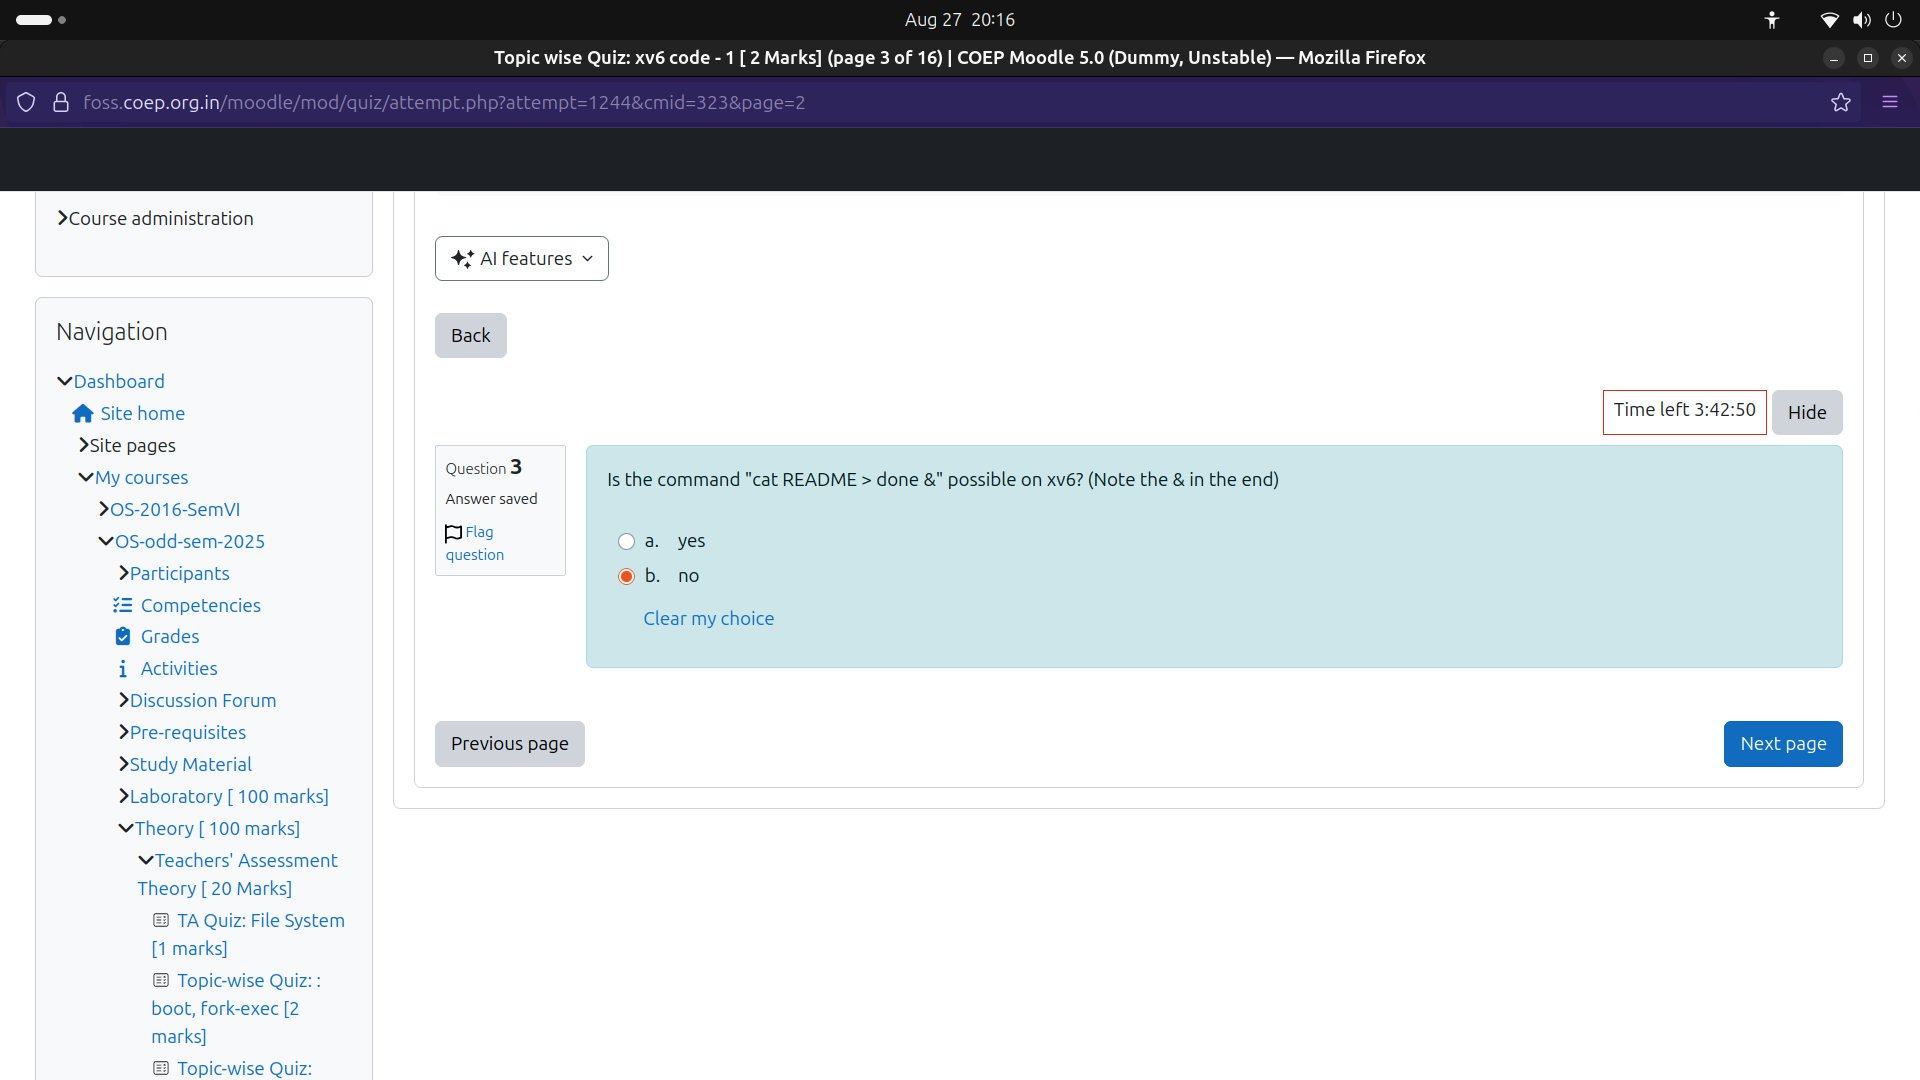 Aug 27 20:16
Topic wise Quiz: xv6 code - 1 [ 2 Marks] (page 3 of 16) | COEP Moodle 5.0 (Dummy, Unstable) — Mozilla Firefox
foss.coep.org.in/moodle/mod/quiz/attempt.php?attempt=1244&cmid=323&page=2
Course administration
Navigation
Dashboard
Site home
Site pages
My courses
OS-2016-SemVI
OS-odd-sem-2025
Participants
Competencies
Grades
Activities
Discussion Forum
Pre-requisites
Study Material
Laboratory [ 100 marks]
Theory [ 100 marks]
Teachers' Assessment
Theory [ 20 Marks]
TA Quiz: File System
[1 marks]
Topic-wise Quiz: :
boot, fork-exec [2
marks]
Topic-wise Quiz:
AI features
Back
Time left 3:42:50
Hide
Question 3
Answer saved
Flag
question
Is the command "cat README > done &" possible on xv6? (Note the & in the end)
a. yes
b. no
Clear my choice
Previous page
Next page